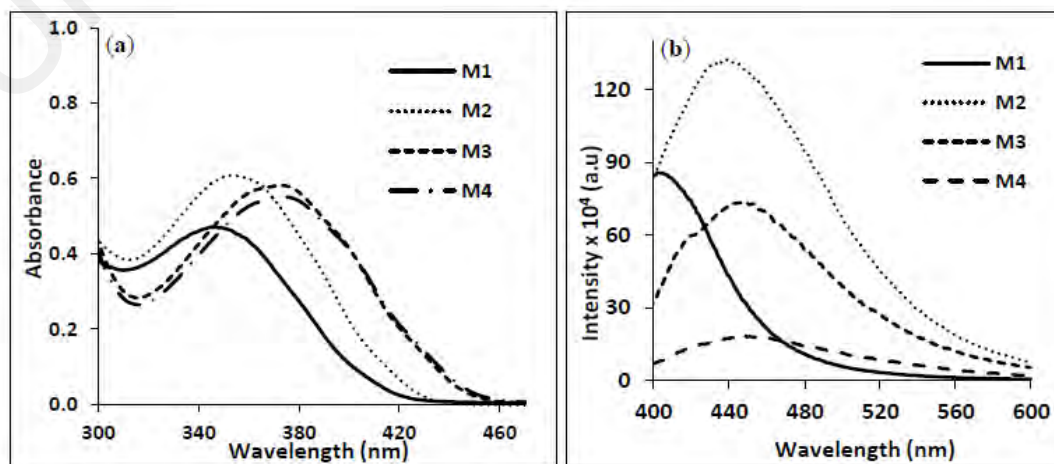 (a)
1.0
0.8
0.6
0.4
0.2
0.0
Absorbance
300
340
380
420
460
Wavelength (nm)
M1
M2
M3
M4
(b)
120
90
60
30
0
Intensity x 10⁴ (a.u)
400
440
480
520
560
600
Wavelength (nm)
M1
M2
M3
M4